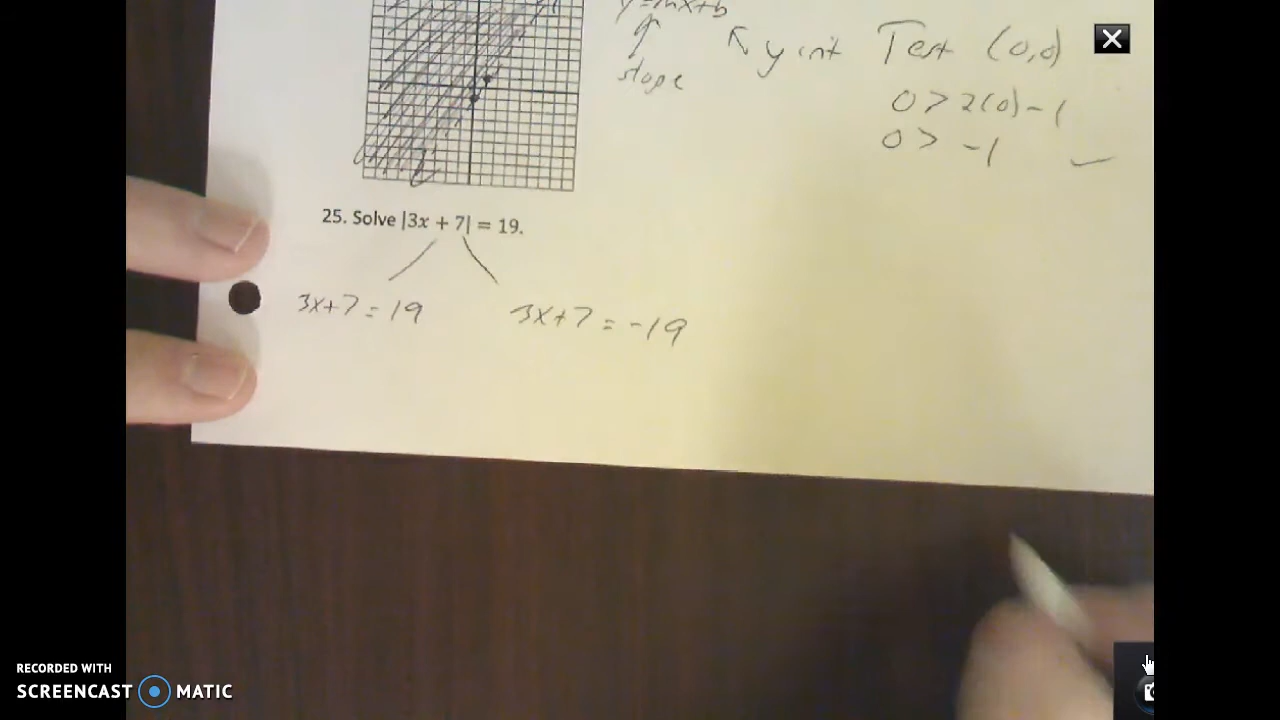 y=mx+b
slope
y int
Test (0,0)
0 > 2(0) - 1
0 > -1
25. Solve |3x + 7| = 19.
3x+7 = 19
3x+7 = -19
RECORDED WITH
SCREENCAST MATIC